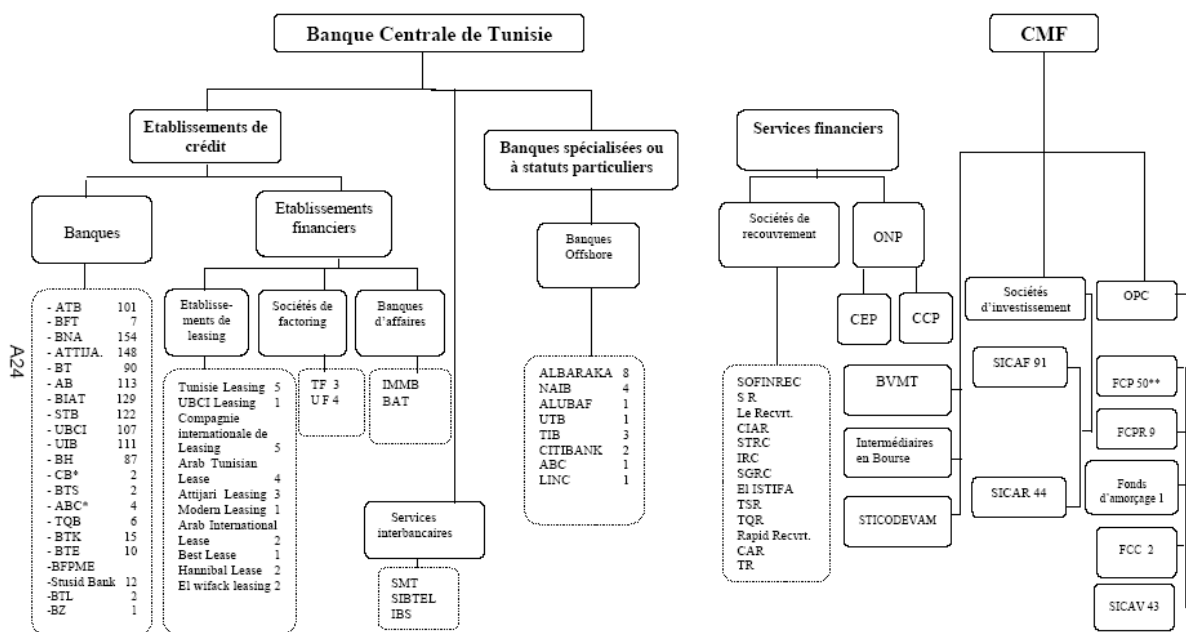 Banque Centrale de Tunisie
CMF
Etablissements de
crédit
Banques spécialisées ou
à statuts particuliers
Services financiers
Banques
Etablissements
financiers
Banques
Offshore
Sociétés de
recouvrement
ONP
CEP
CCP
Sociétés
d'investissement
OPC
Etablisse-
ments de
leasing
Sociétés de
factoring
Banques
d'affaires
- ATB 101
- BFT 7
- BNA 154
- ATTIJA. 148
- BT 90
- AB 113
- BIAT 129
- STB 122
- UBCI 107
- UIB 111
- BH 87
- CB* 2
- BTS 2
- ABC* 4
- TQB 6
- BTK 15
- BTE 10
-BFPME
-Stusid Bank 12
-BTL 2
-BZ 1
Tunisie Leasing 5
UBCI Leasing 1
Compagnie
internationale de
Leasing 5
Arab Tunisian
Lease 4
Attijari Leasing 3
Modern Leasing 1
Arab International
Lease 2
Best Lease 1
Hannibal Lease 2
El wifack leasing 2
TF 3
U F 4
IMMB
BAT
Services
interbancaires
SMT
SIBTEL
IBS
ALBARAKA 8
NAIB 4
ALUBAF 1
UTB 1
TIB 3
CITIBANK 2
ABC 1
LINC 1
SOFINREC
S R
Le Recvrt.
CIAR
STRC
IRC
SGRC
El ISTIFA
TSR
TQR
Rapid Recvrt.
CAR
TR
BVMT
Intermédiaires
en Bourse
STICODEVAM
SICAF 91
SICAR 44
FCP 50**
FCPR 9
Fonds
d'amorçage 1
FCC 2
SICAV 43
A24